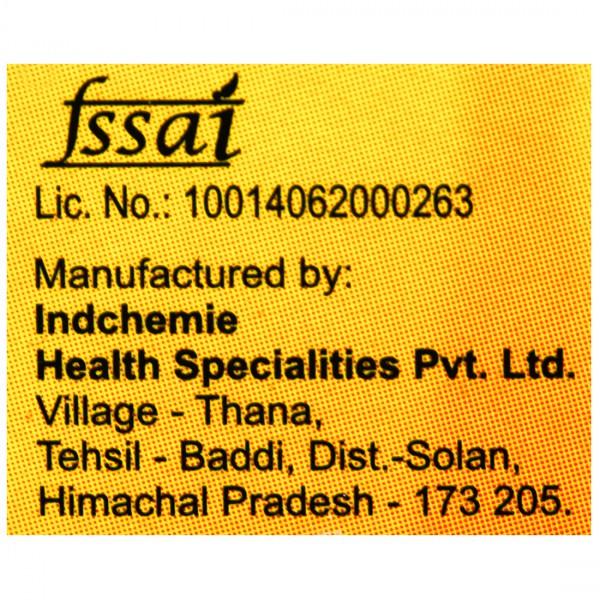 fssai
Lic. No.: 10014062000263
Manufactured by:
Indchemie
Health Specialities Pvt. Ltd.
Village - Thana,
Tehsil - Baddi, Dist.-Solan,
Himachal Pradesh - 173 205.